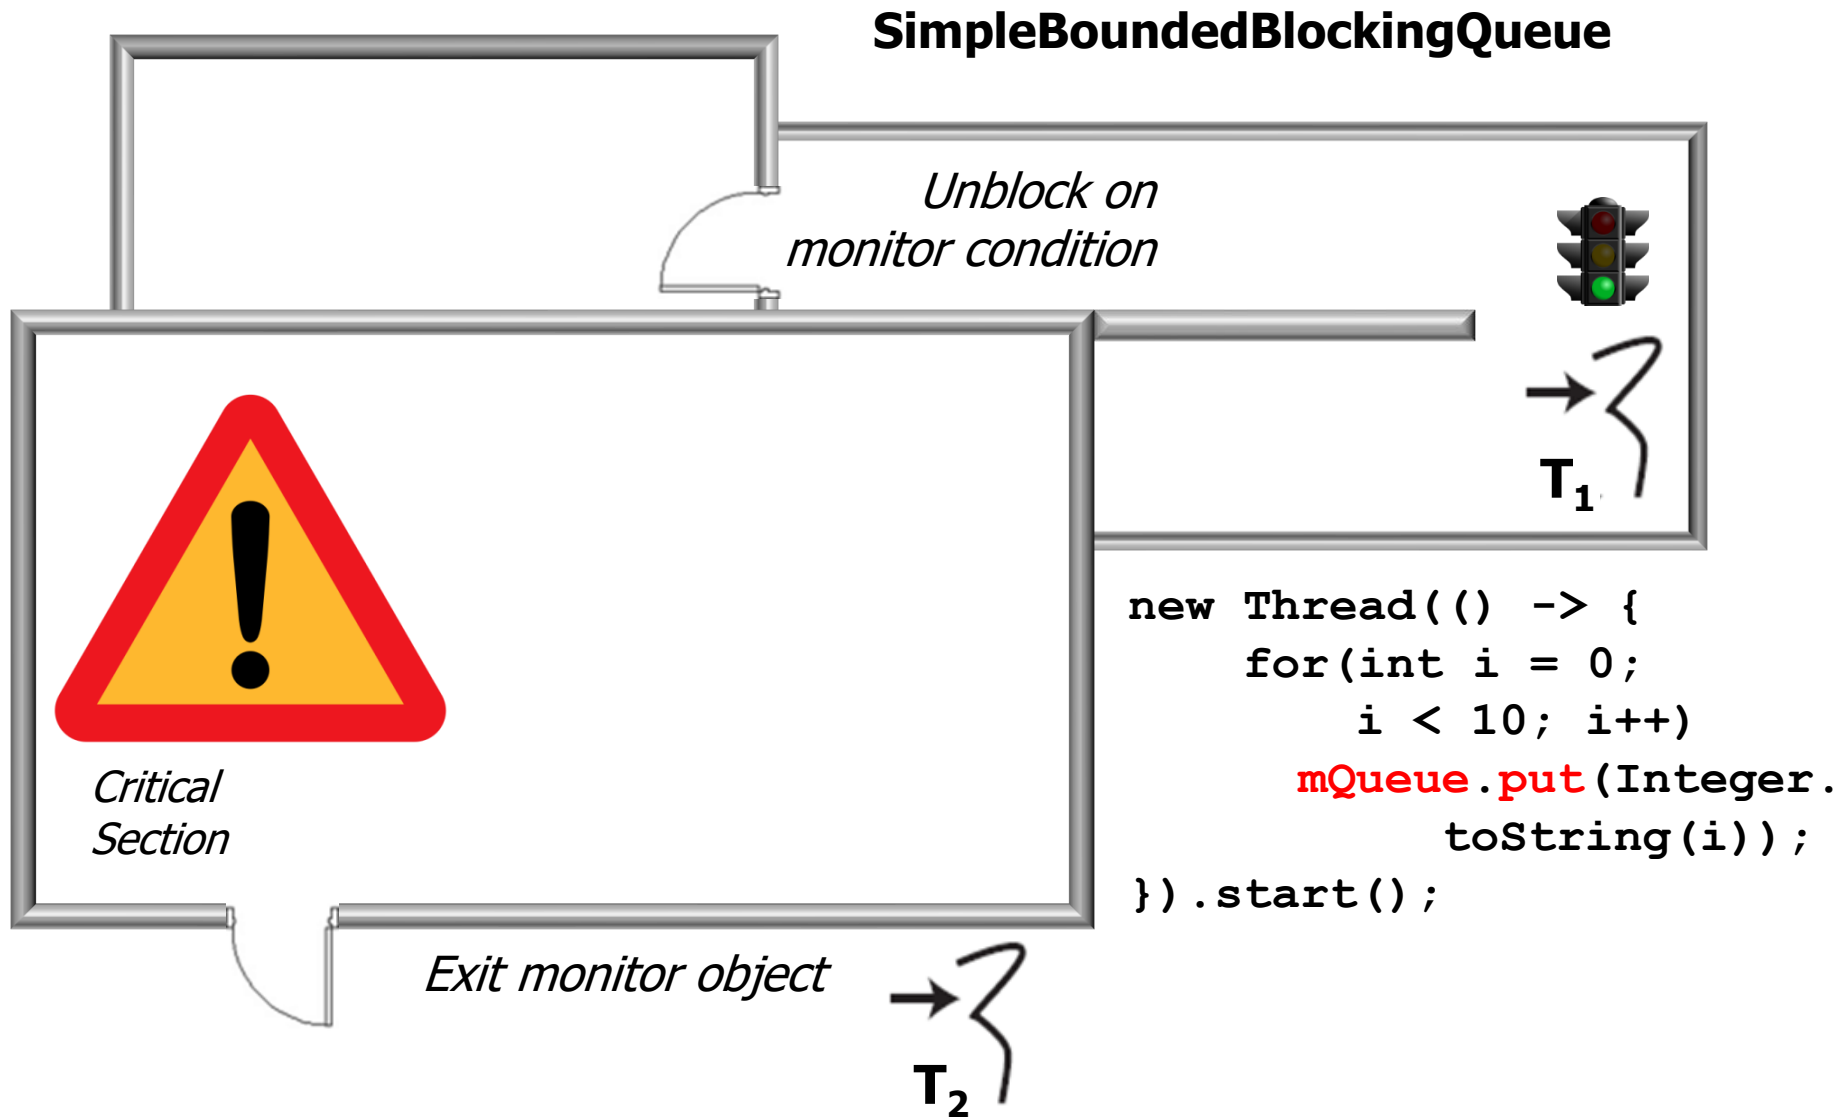 SimpleBoundedBlockingQueue
Unblock on
monitor condition
T1
Critical
Section
new Thread(() -> {
for(int i = 0;
i < 10; i++)
mQueue.put(Integer.
toString(i));
}).start();
Exit monitor object
T2